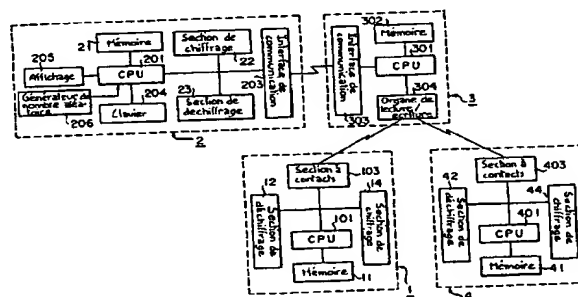 205
21
Mémoire
201
Affichage
CPU
Générateur de nombre aléatoire
206
204
Clavier
Section de chiffrage
22
23
Section de déchiffrage
203
Interface de communication
2
302
Mémoire
301
Interface de communication
CPU
304
303
Organe de lecture/
écriture
3
103
Section à
contacts
12
14
Section de déchiffrage
Section de chiffrage
101
CPU
Mémoire
11
1
403
Section à
contacts
42
44
Section de déchiffrage
Section de chiffrage
401
CPU
Mémoire
41
4